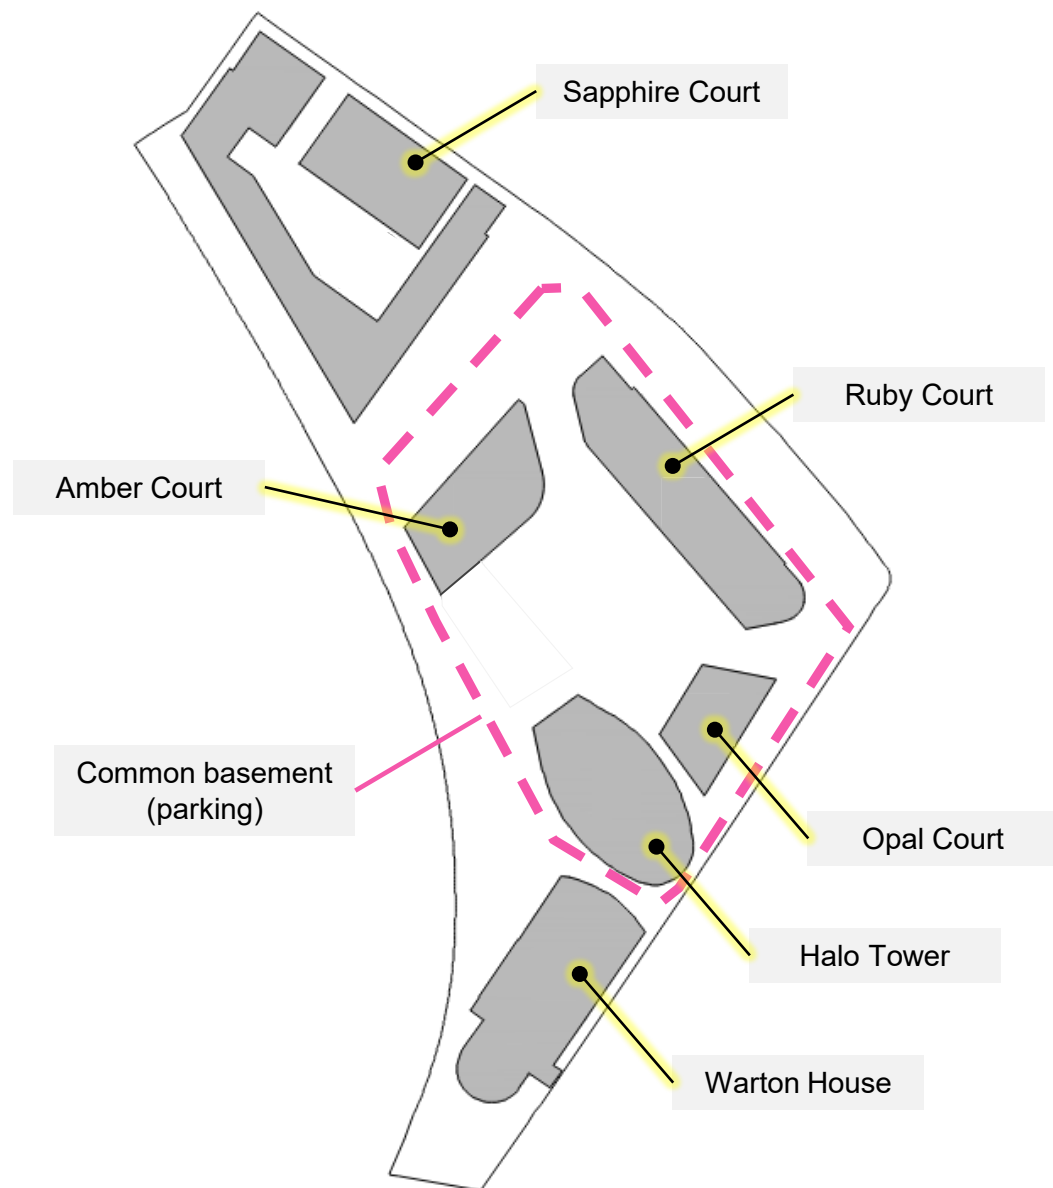 Sapphire Court
Ruby Court
Amber Court
Common basement
(parking)
Opal Court
Halo Tower
Warton House